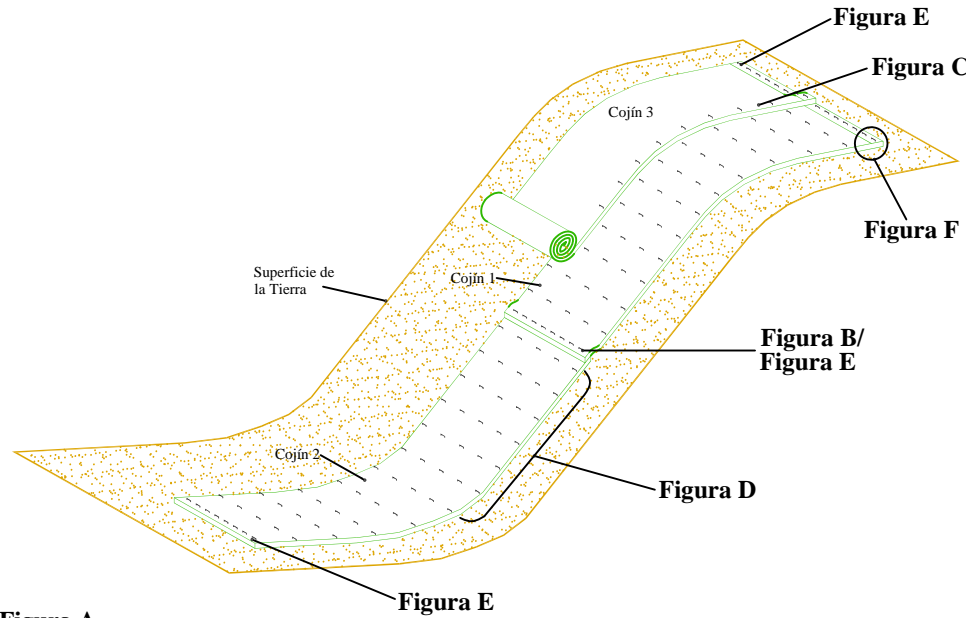 Figura E
Figura C
Cojín 3
Figura F
Superficie de
la Tierra
Cojín 1
Figura B/
Figura E
Cojín 2
Figura D
Figura E
Figura A